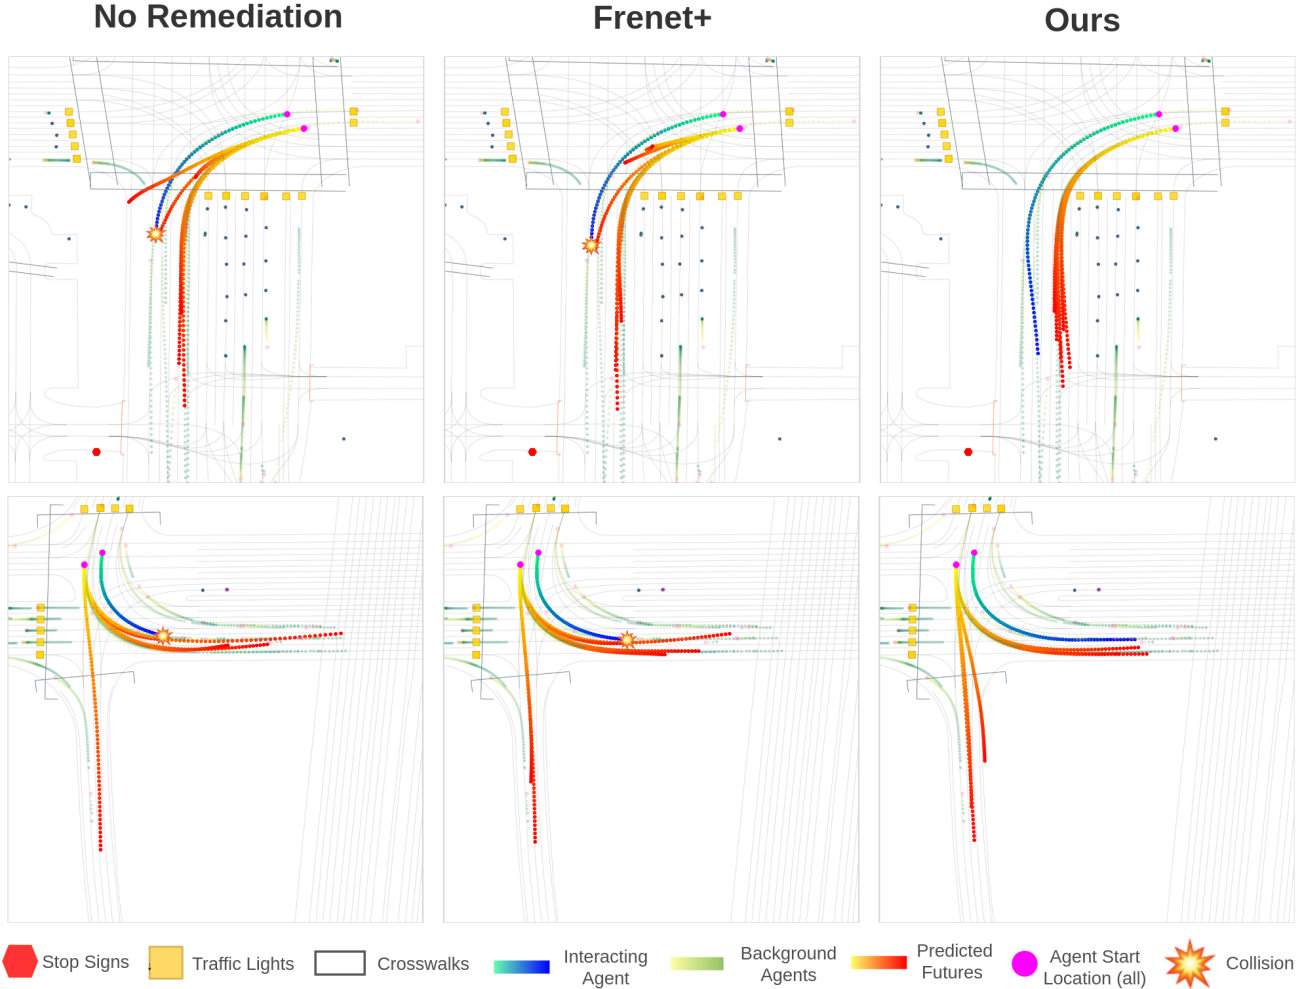 No Remediation
Frenet+
Ours
Stop Signs
Traffic Lights
Crosswalks
Interacting
Agent
Background
Agents
Predicted
Futures
Agent Start
Location (all)
Collision